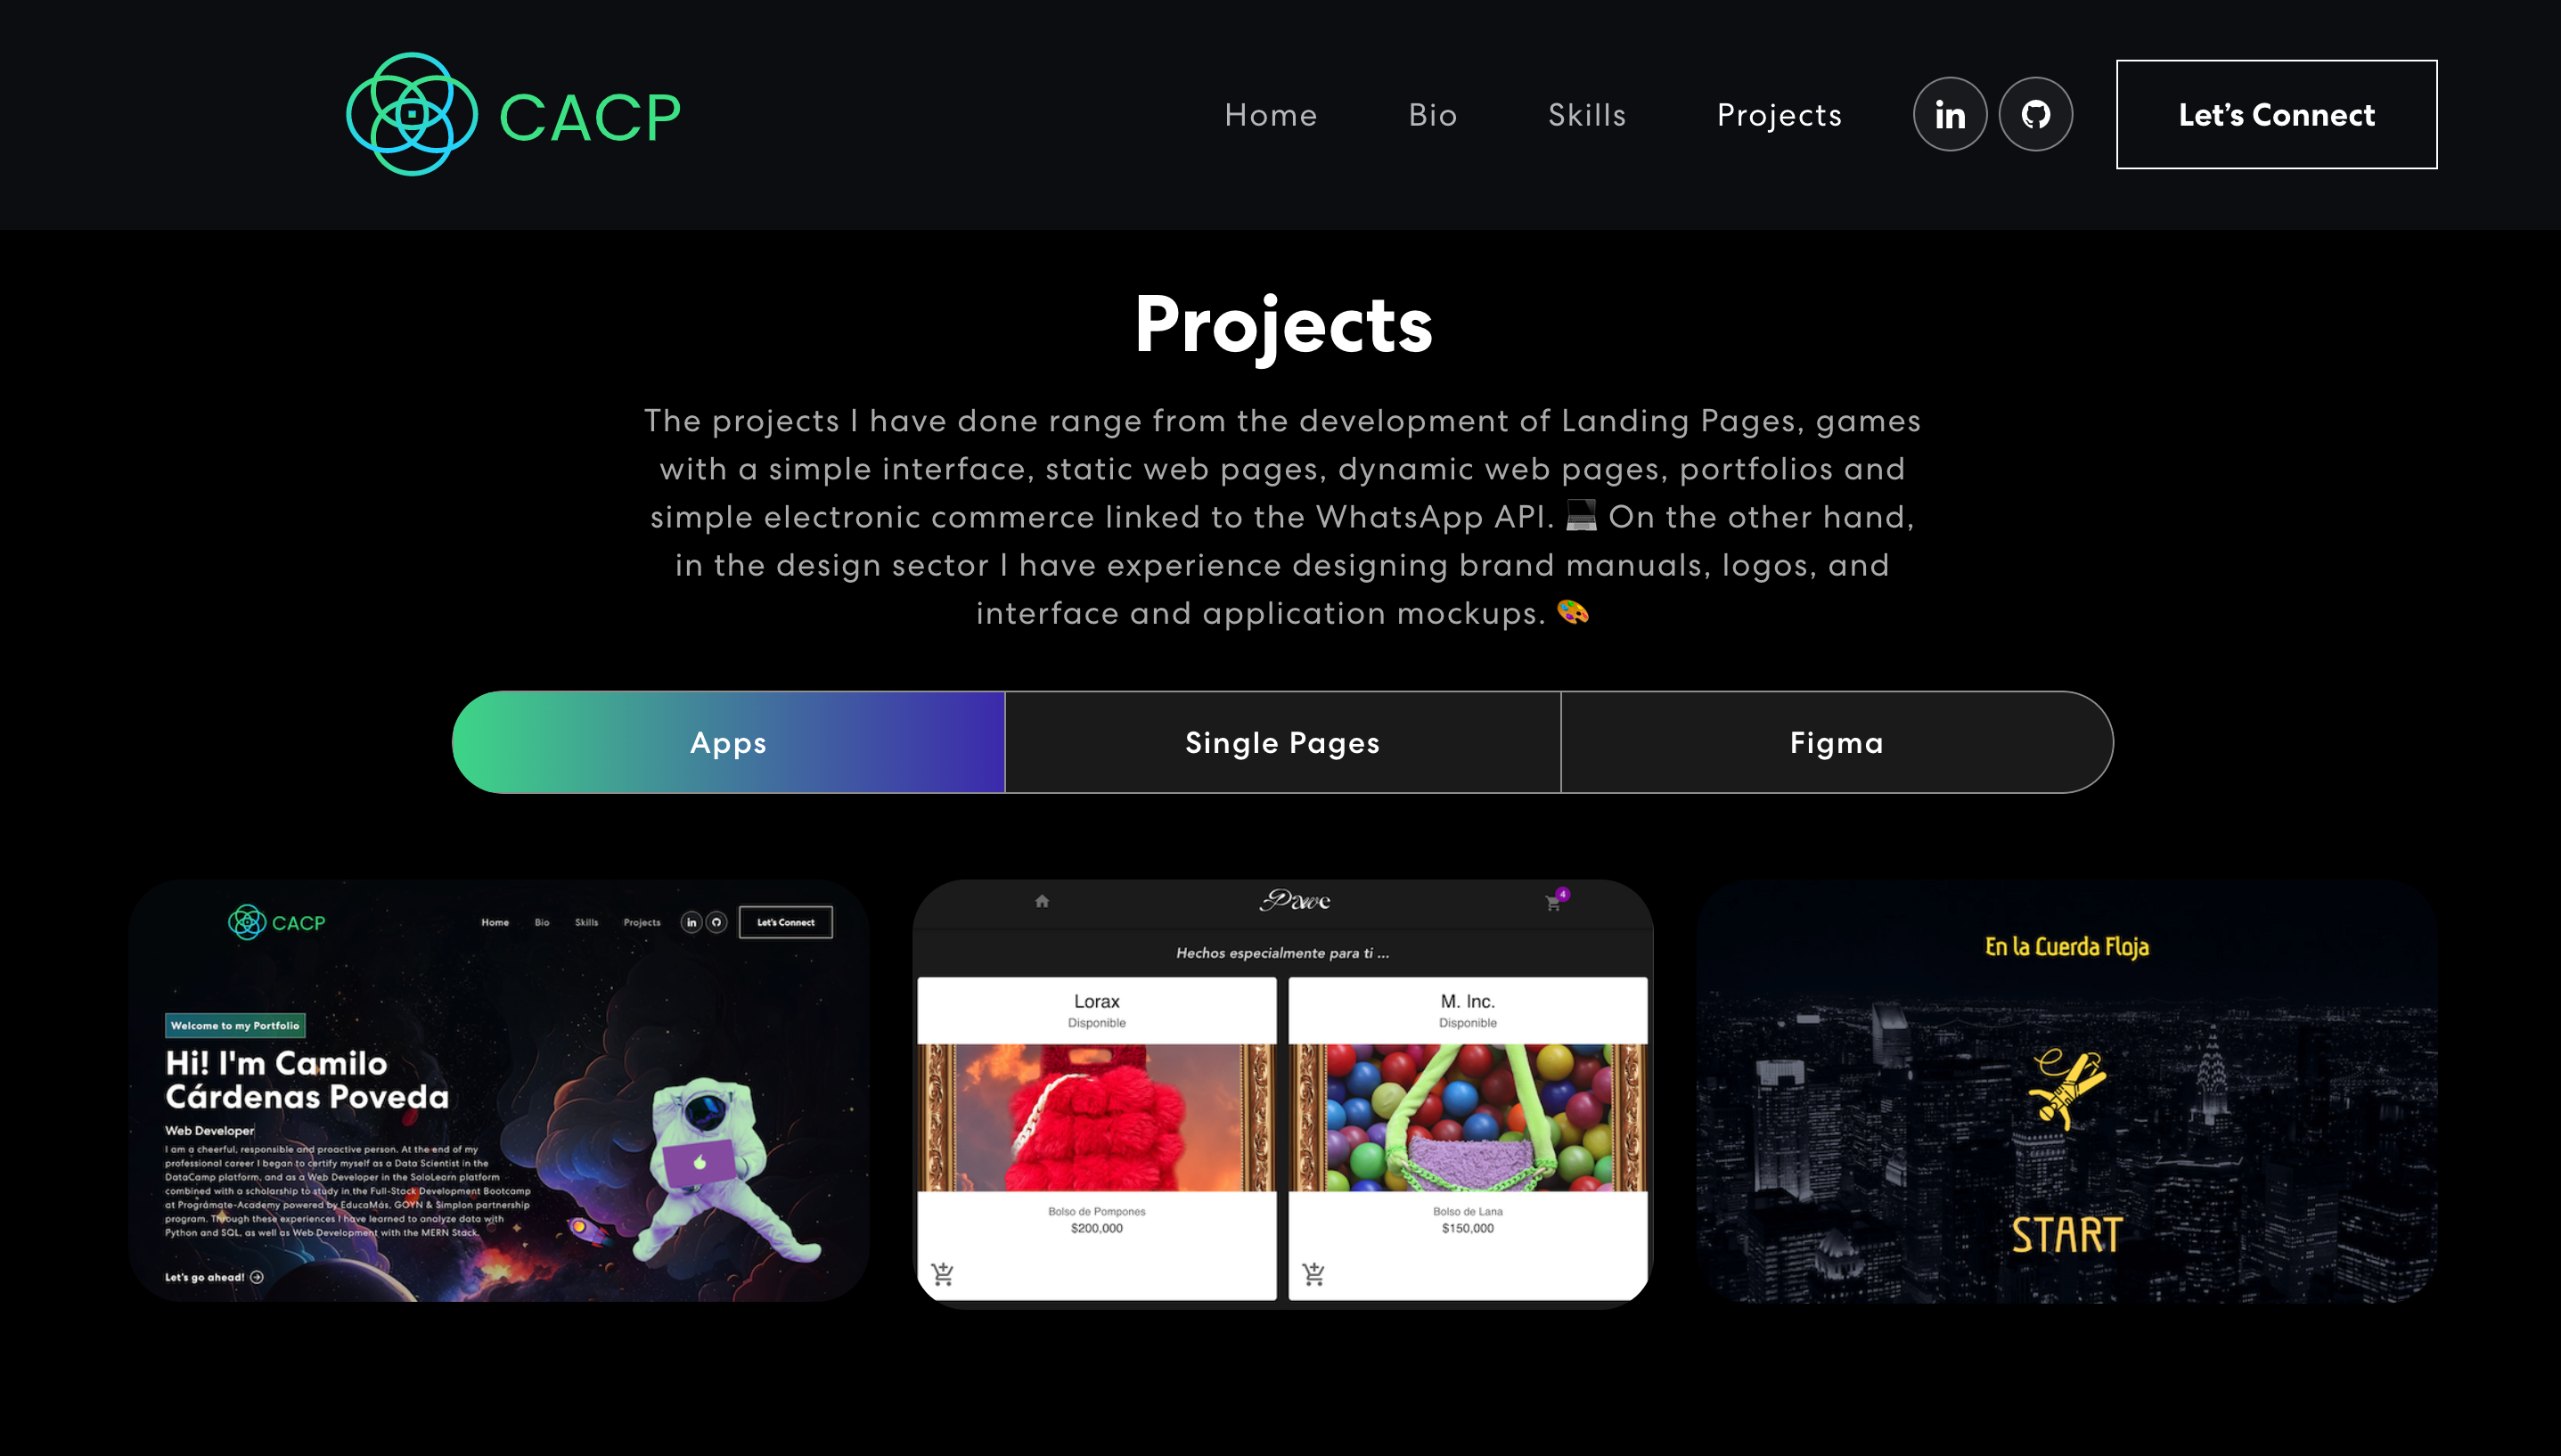 CACP
Home Bio Skills Projects in Let’s Connect
Projects
The projects I have done range from the development of Landing Pages, games
with a simple interface, static web pages, dynamic web pages, portfolios and
simple electronic commerce linked to the WhatsApp API. 💻 On the other hand,
in the design sector I have experience designing brand manuals, logos, and
interface and application mockups. 🎨
Apps Single Pages Figma
CACP
Home Bio Skills Projects in Let's Connect
Welcome to my Portfolio
Hi! I'm Camilo
Cárdenas Poveda
Web Developer
I am a cheerful, responsible and proactive person. At the end of my
professional career I began to certify myself as a Data Scientist in the
DataCamp platform, and as a Web Developer in the SoloLearn platform
combined with a scholarship to study in the Full-Stack Development Bootcamp
at Prográmate-Academy powered by EducaMás, GOYN & Simplon partnership
program. Through these experiences I have learned to analyze data with
Python and SQL, as well as Web Development with the MERN Stack.
Let's go ahead!
4
Hechos especialmente para ti ...
Lorax
Disponible
Bolso de Pompones
$200,000
M. Inc.
Disponible
Bolso de Lana
$150,000
En la Cuerda Floja
START